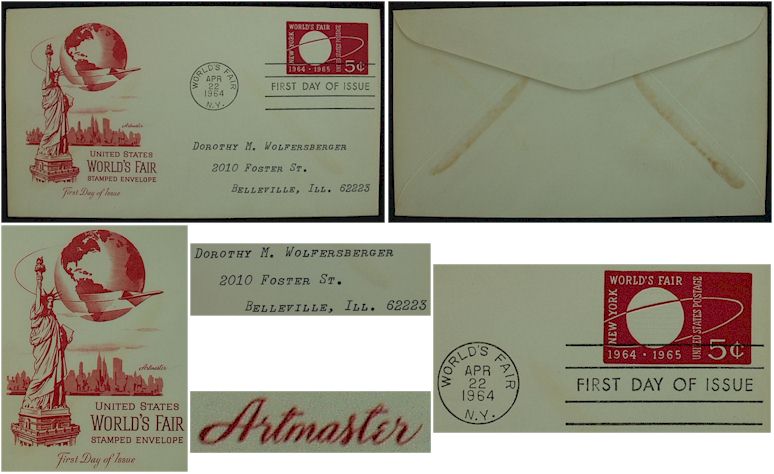 WORLD'S FAIR
APR
22
1964
N.Y.
NEW YORK
WORLD'S FAIR
UNITED STATES POSTAGE
1964 · 1965
5¢
FIRST DAY OF ISSUE
Artmaster
UNITED STATES
WORLD'S FAIR
STAMPED ENVELOPE
First Day of Issue
DOROTHY M. WOLFERSBERGER
2010 FOSTER ST.
BELLEVILLE, ILL. 62223
Artmaster
UNITED STATES
WORLD'S FAIR
STAMPED ENVELOPE
First Day of Issue
DOROTHY M. WOLFERSBERGER
2010 FOSTER ST.
BELLEVILLE, ILL. 62223
Artmaster
WORLD'S FAIR
APR
22
1964
N.Y.
NEW YORK
WORLD'S FAIR
UNITED STATES POSTAGE
1964 · 1965
5¢
FIRST DAY OF ISSUE